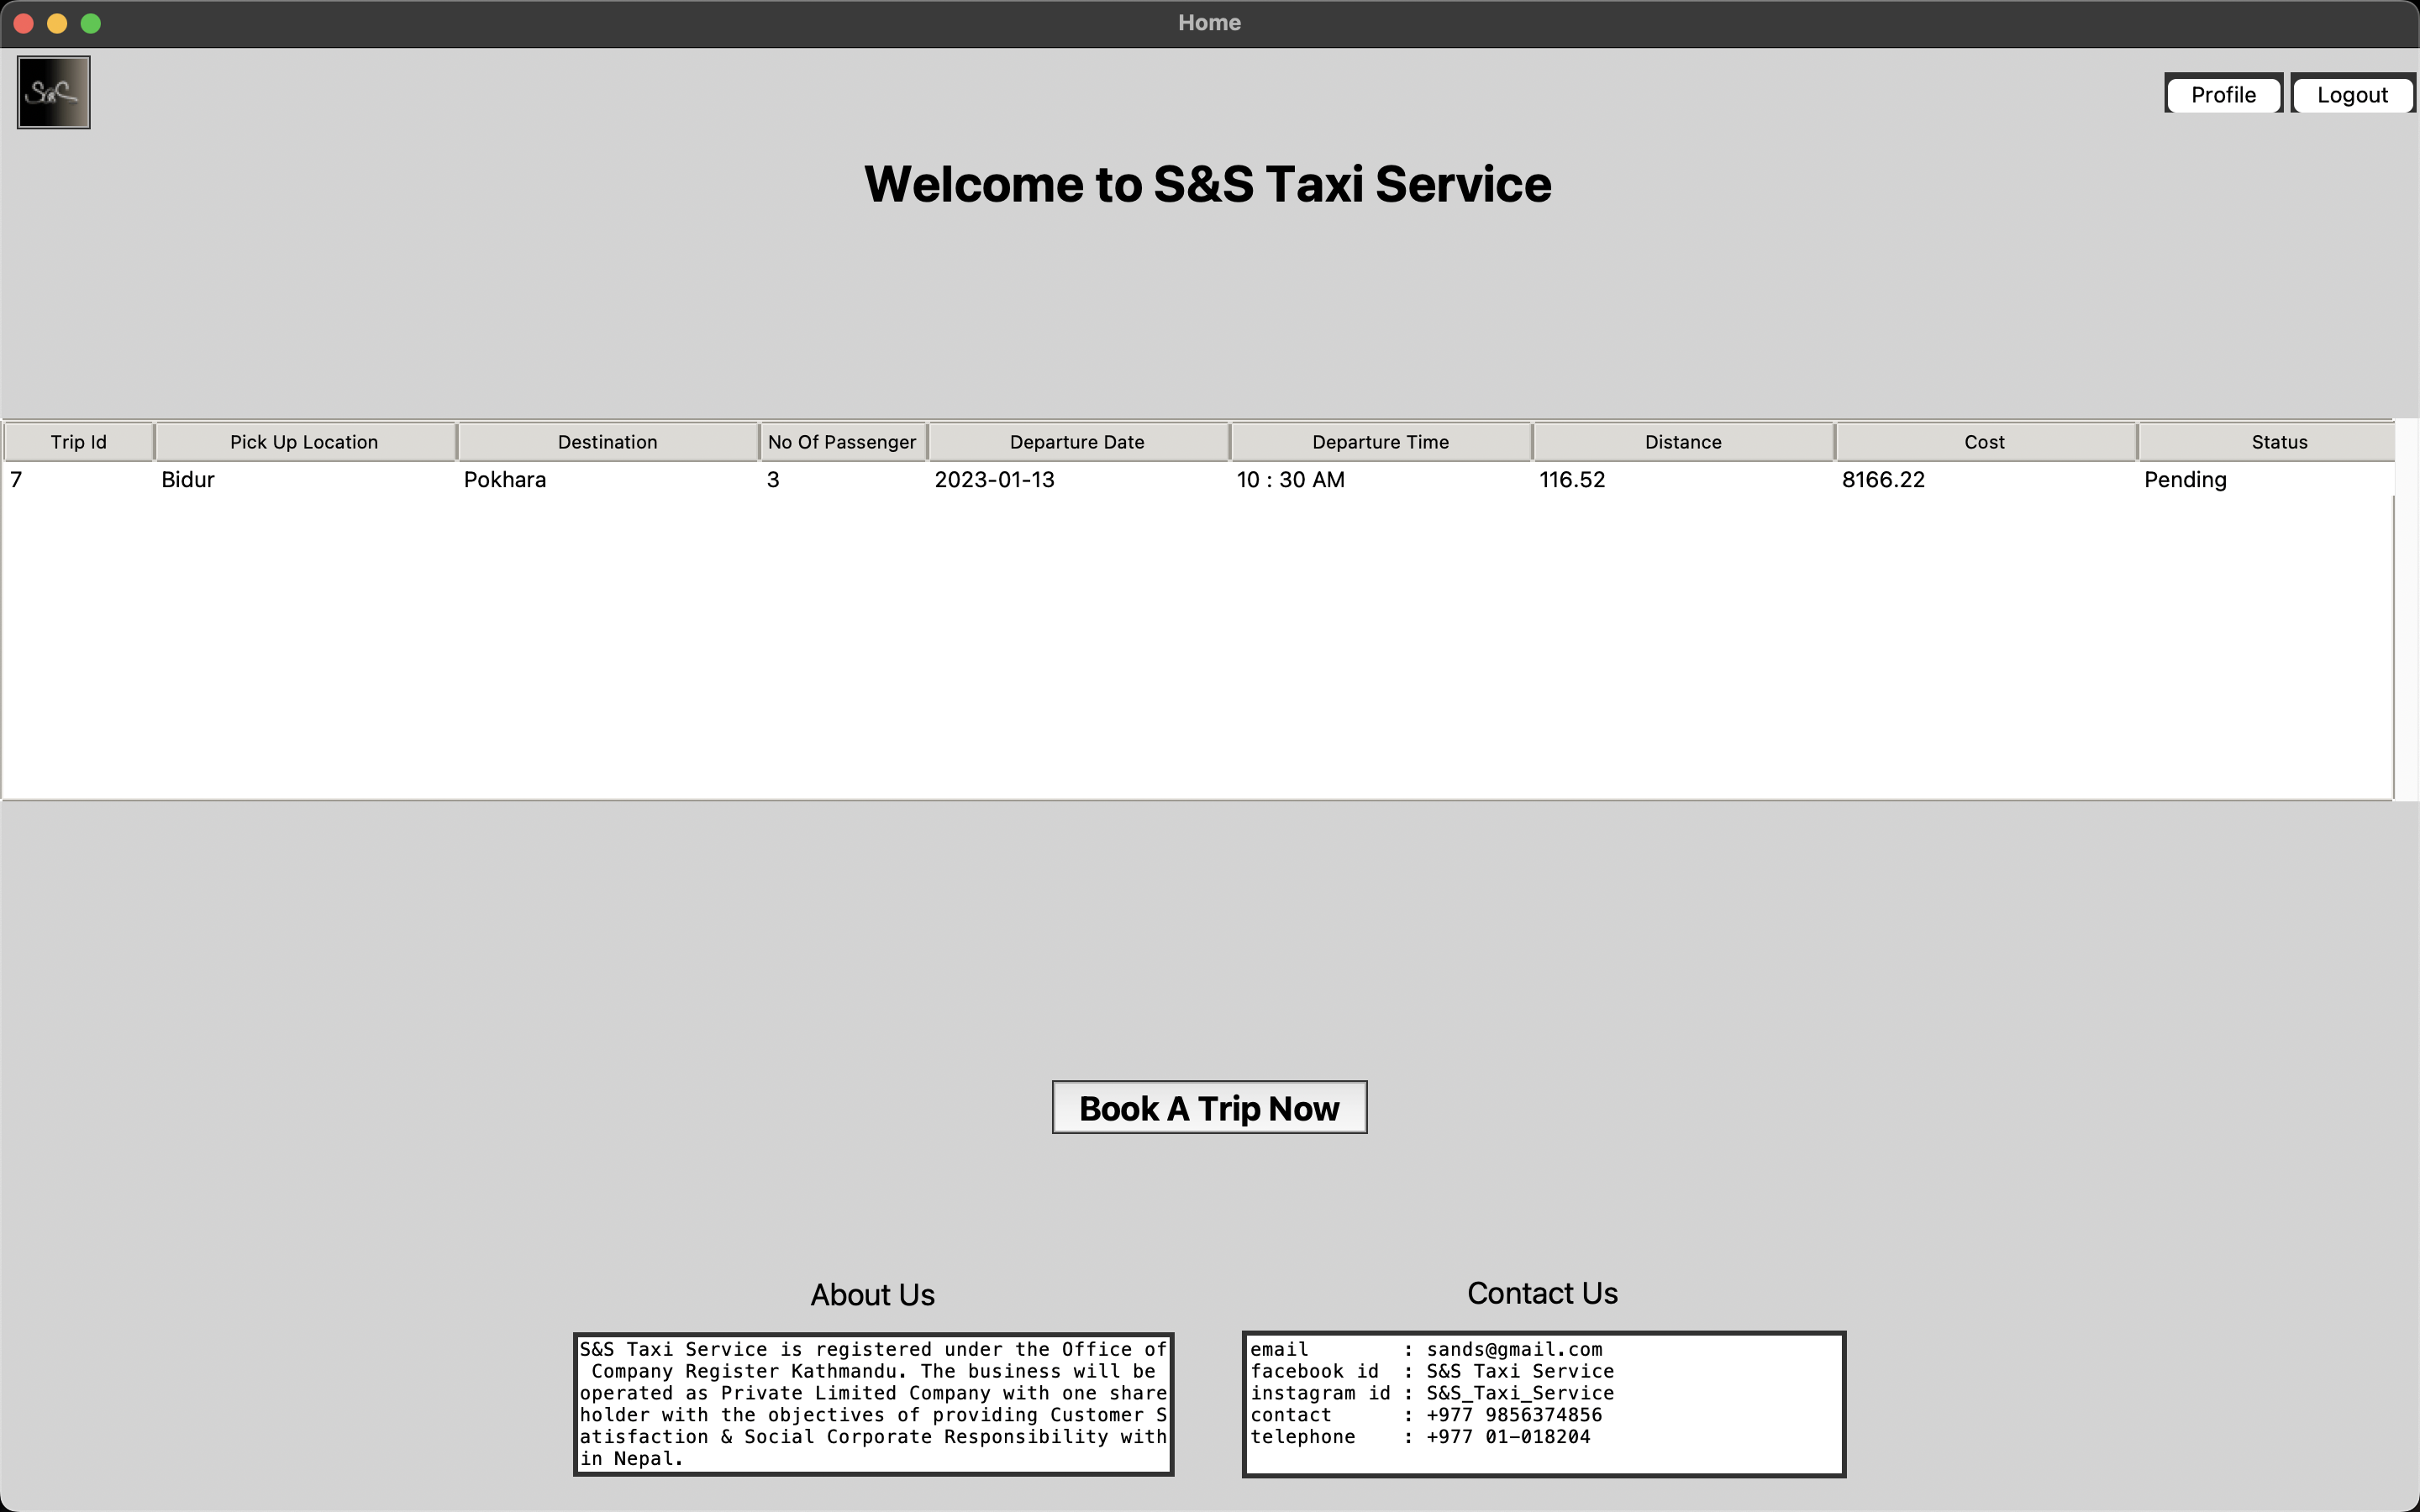 Home
S&S
Profile Logout
Welcome to S&S Taxi Service
Trip Id Pick Up Location Destination No Of Passenger Departure Date Departure Time Distance Cost Status
7 Bidur Pokhara 3 2023-01-13 10 : 30 AM 116.52 8166.22 Pending
Book A Trip Now
About Us
S&S Taxi Service is registered under the Office of
Company Register Kathmandu. The business will be
operated as Private Limited Company with one share
holder with the objectives of providing Customer S
atisfaction & Social Corporate Responsibility with
in Nepal.
Contact Us
email : sands@gmail.com
facebook id : S&S Taxi Service
instagram id : S&S_Taxi_Service
contact : +977 9856374856
telephone : +977 01-018204